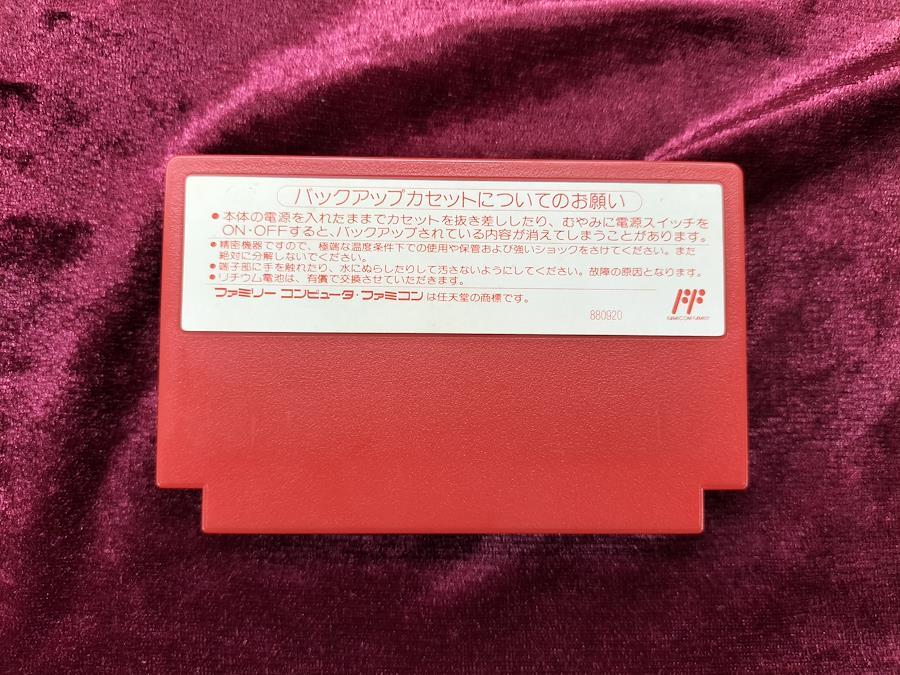 バックアップカセットについてのお願い
●本体の電源を入れたままでカセットを抜き差ししたり、むやみに電源スイッチを
ON・OFFすると、バックアップされている内容が消えてしまうことがあります。
●精密機器ですので、極端な温度条件下での使用や保管および強いショックをさけてください。また
絶対に分解しないでください。
●端子部に手を触れたり、水にぬらしたりして汚さないようにしてください。故障の原因となります。
●リチウム電池は、有償で交換させていただきます。
ファミリー コンピュータ・ファミコンは任天堂の商標です。
880920
FAMICOM FAMILY